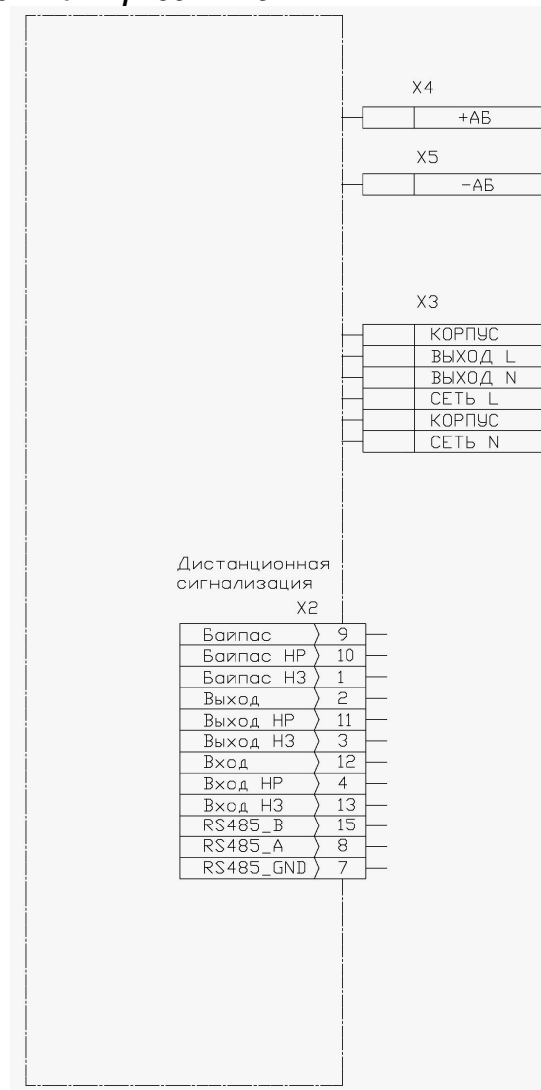 X4
+АБ
X5
-АБ
X3
КОРПУС
ВЫХОД L
ВЫХОД N
СЕТЬ L
КОРПУС
СЕТЬ N
Дистанционная
сигнализация
X2
Байпас 9
Байпас НР 10
Байпас НЗ 1
Выход 2
Выход НР 11
Выход НЗ 3
Вход 12
Вход НР 4
Вход НЗ 13
RS485_B 15
RS485_A 8
RS485_GND 7